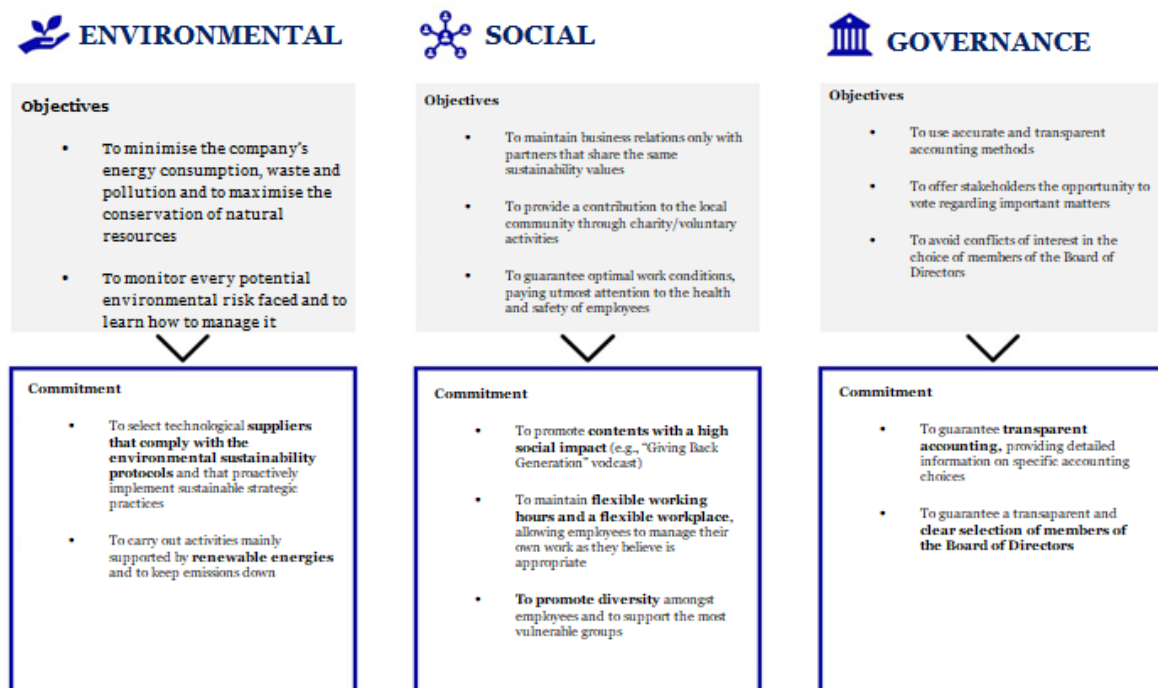 ENVIRONMENTAL
Objectives
• To minimise the company's
energy consumption, waste and
pollution and to maximise the
conservation of natural
resources
• To monitor every potential
environmental risk faced and to
learn how to manage it
Commitment
• To select technological suppliers
that comply with the
environmental sustainability
protocols and that proactively
implement sustainable strategic
practices
• To carry out activities mainly
supported by renewable energies
and to keep emissions down
SOCIAL
Objectives
• To maintain business relations only with
partners that share the same
sustainability values
• To provide a contribution to the local
community through charity/voluntary
activities
• To guarantee optimal work conditions,
paying utmost attention to the health
and safety of employees
Commitment
• To promote contents with a high
social impact (e.g., "Giving Back
Generation" vodcast)
• To maintain flexible working
hours and a flexible workplace,
allowing employees to manage their
own work as they believe is
appropriate
• To promote diversity amongst
employees and to support the most
vulnerable groups
GOVERNANCE
Objectives
• To use accurate and transparent
accounting methods
• To offer stakeholders the opportunity to
vote regarding important matters
• To avoid conflicts of interest in the
choice of members of the Board of
Directors
Commitment
• To guarantee transparent
accounting, providing detailed
information on specific accounting
choices
• To guarantee a transaparent and
clear selection of members of
the Board of Directors